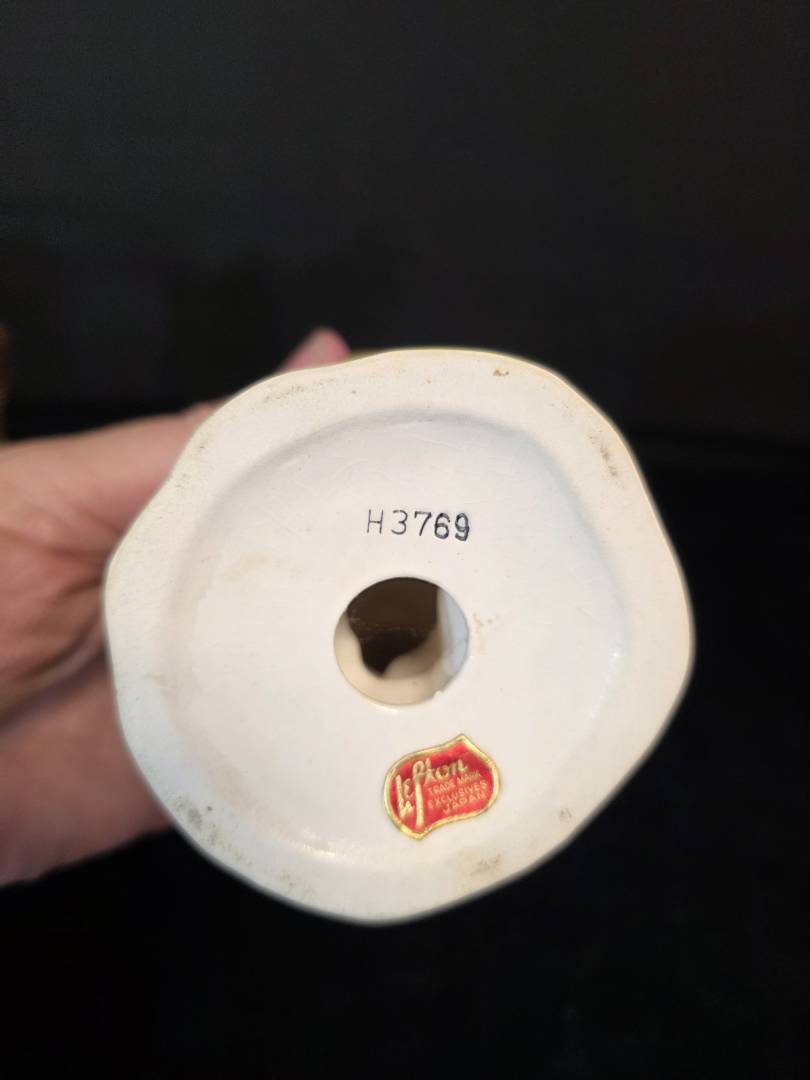 H3769
Lefton
TRADE MARK
EXCLUSIVES
JAPAN